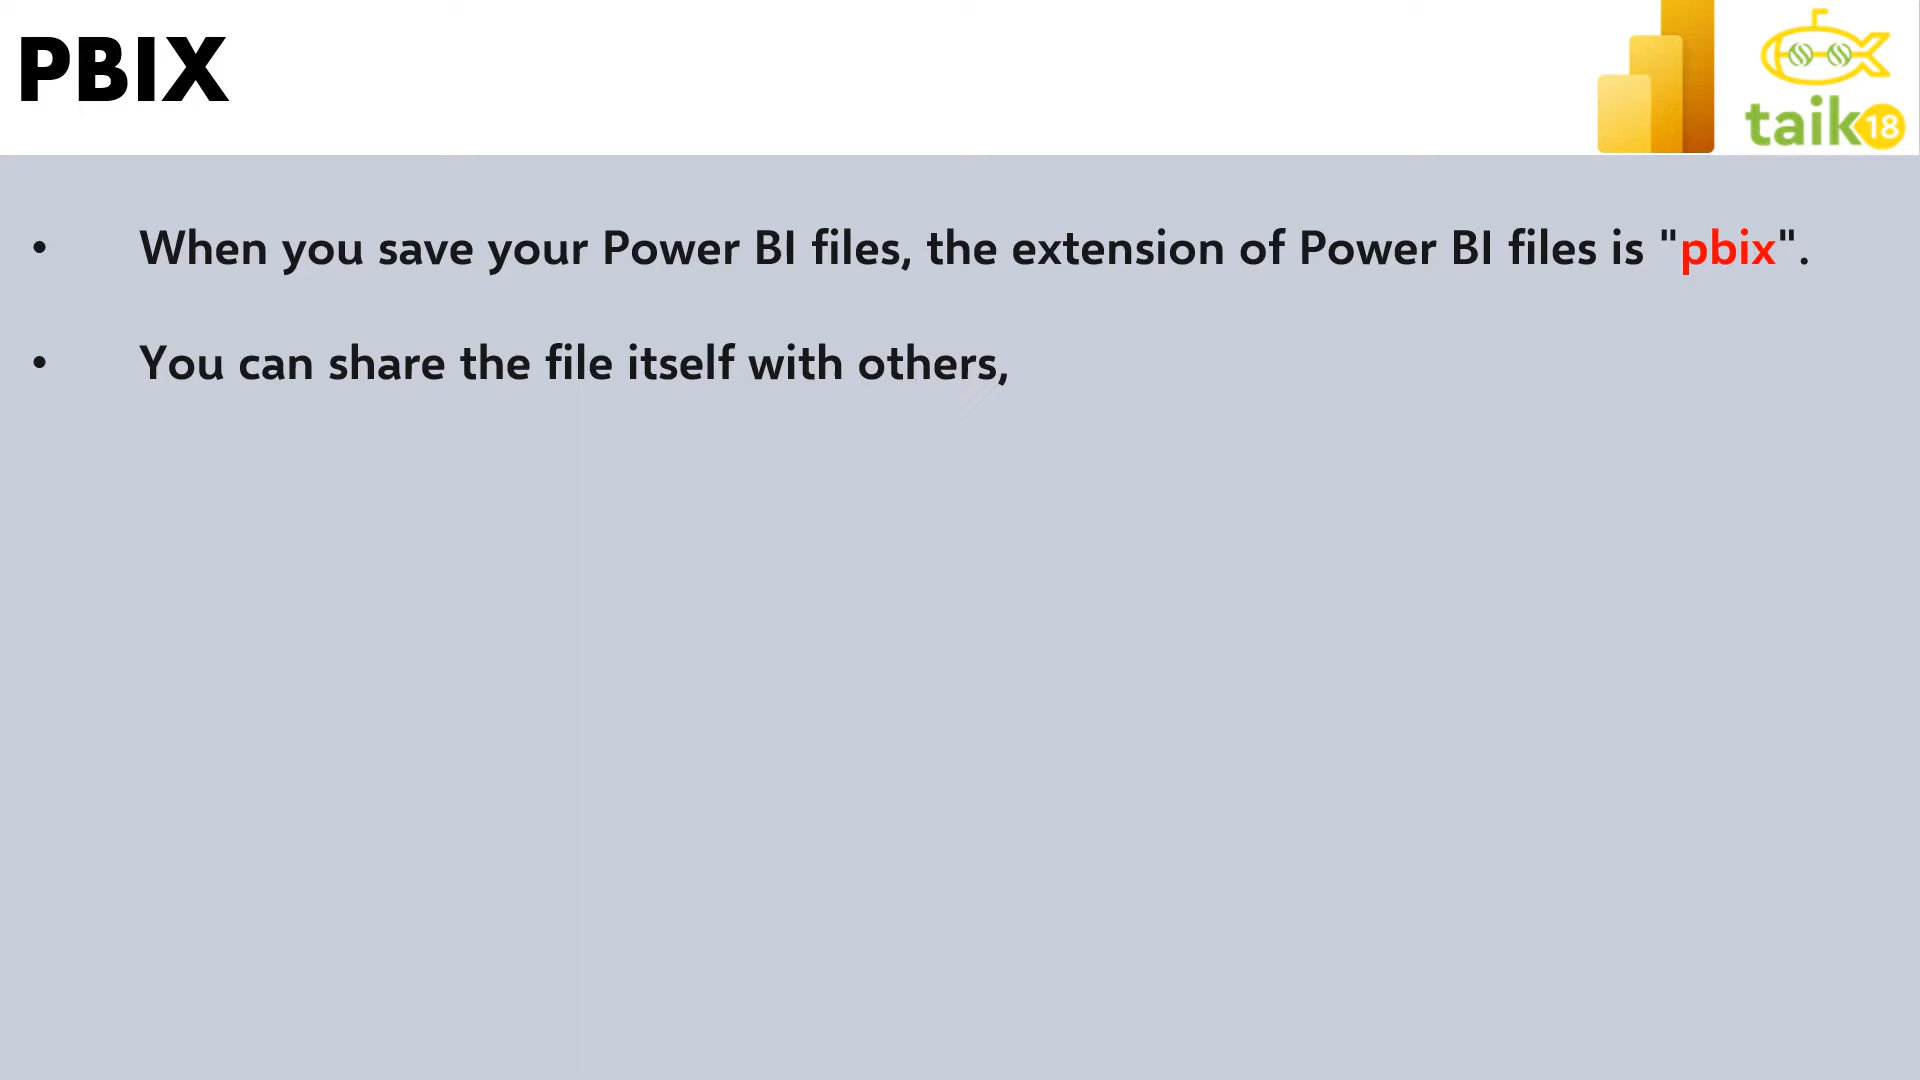 PBIX
taik18
• When you save your Power BI files, the extension of Power BI files is "pbix".
• You can share the file itself with others,